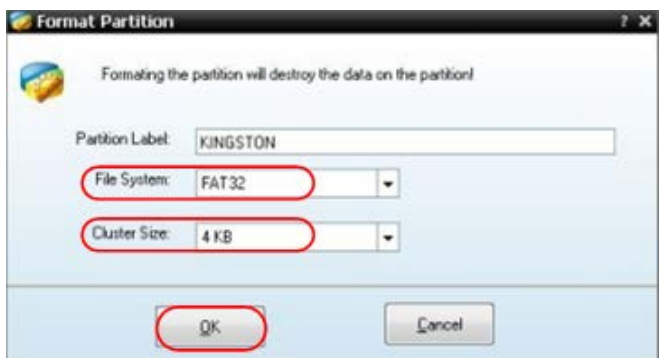 Format Partition ? X
Formating the partition will destroy the data on the partition!
Partition Label: KINGSTON
File System: FAT32
Cluster Size: 4 KB
OK Cancel